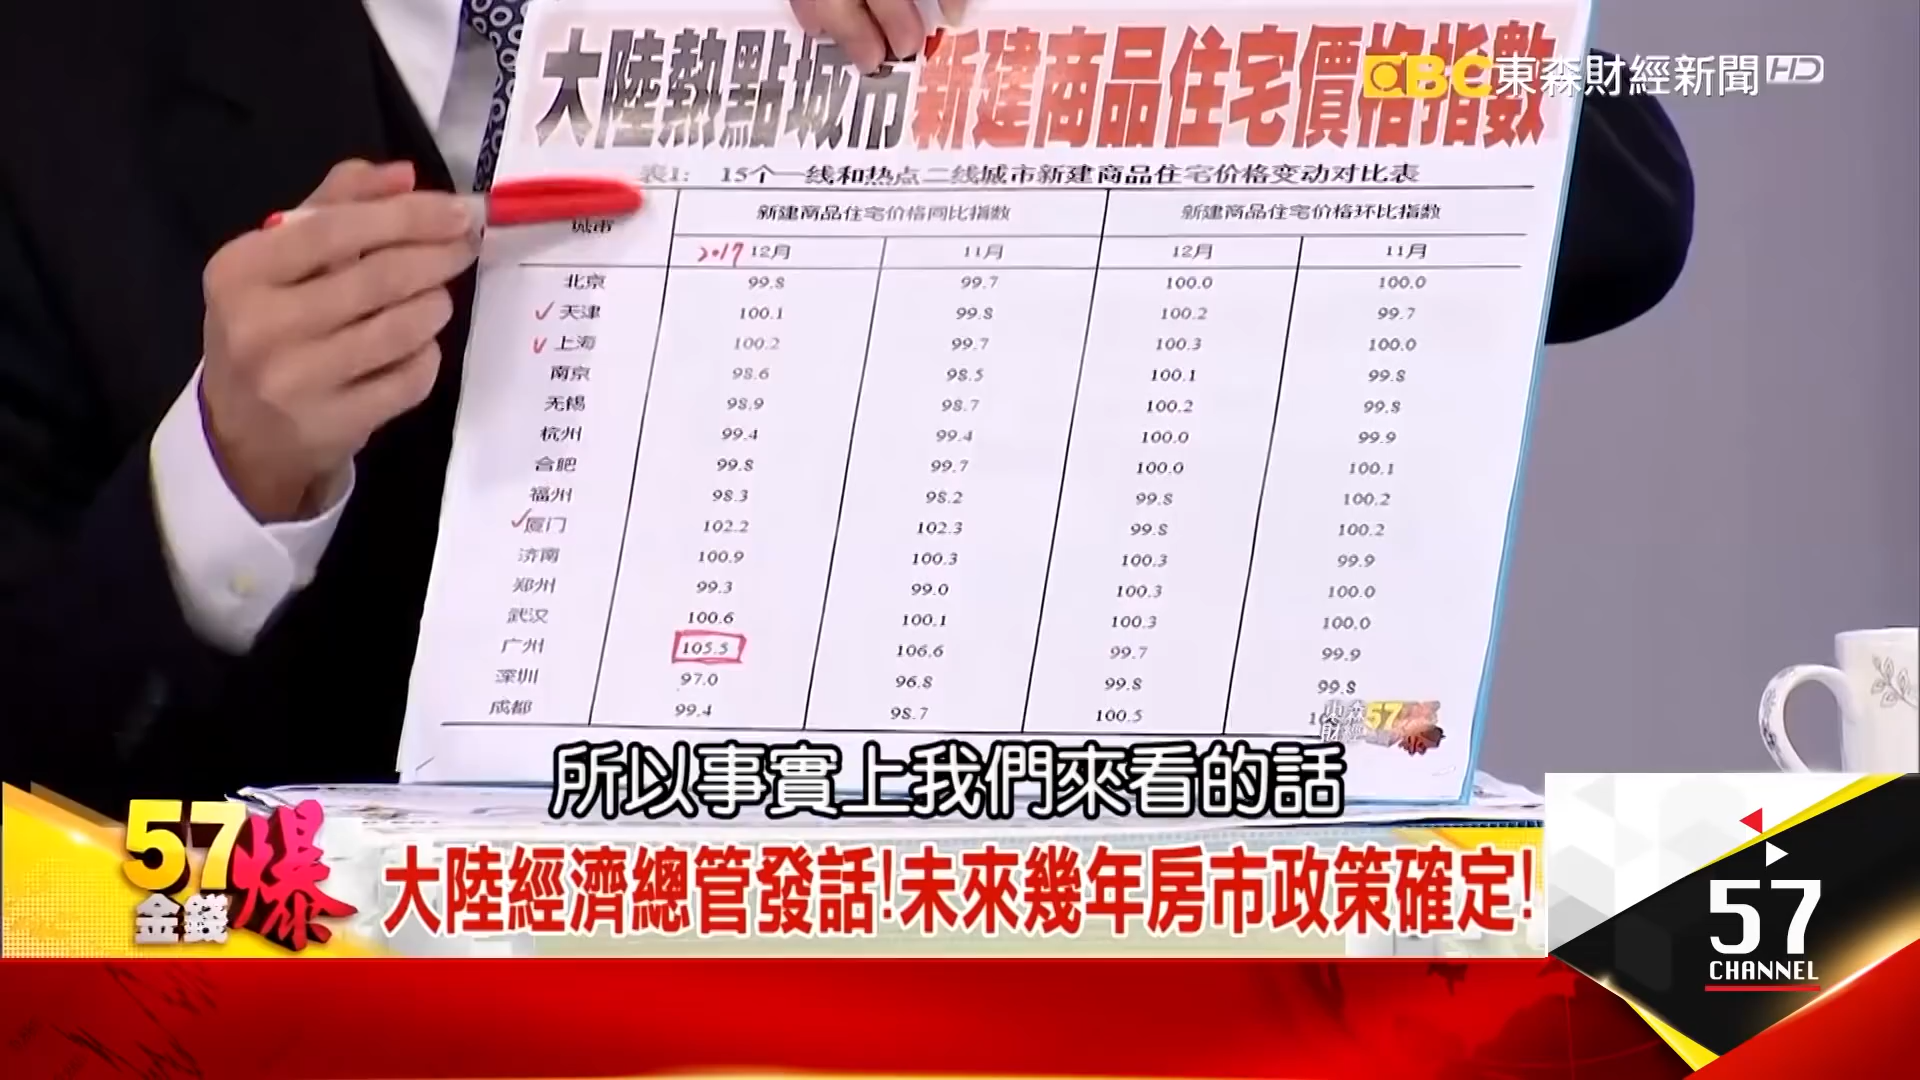 大陸熱點城市新建商品住宅價格指數
EBC東森財經新聞HD
表1: 15个一线和热点二线城市新建商品住宅价格变动对比表
城市 新建商品住宅价格同比指数 新建商品住宅价格环比指数
2017 12月 11月 12月 11月
北京 99.8 99.7 100.0 100.0
天津 100.1 99.8 100.2 99.7
上海 100.2 99.7 100.3 100.0
南京 98.6 98.5 100.1 99.8
无锡 98.9 98.7 100.2 99.8
杭州 99.4 99.4 100.0 99.9
合肥 99.8 99.7 100.0 100.1
福州 98.3 98.2 99.8 100.2
厦门 102.2 102.3 99.8 100.2
济南 100.9 100.3 100.3 99.9
郑州 99.3 99.0 100.3 100.0
武汉 100.6 100.1 100.3 100.0
广州 105.5 106.6 99.7 99.9
深圳 97.0 96.8 99.8 99.8
成都 99.4 98.7 100.5
東森財經 57爆
所以事實上我們來看的話
57金錢爆
大陸經濟總管發話!未來幾年房市政策確定!
57
CHANNEL